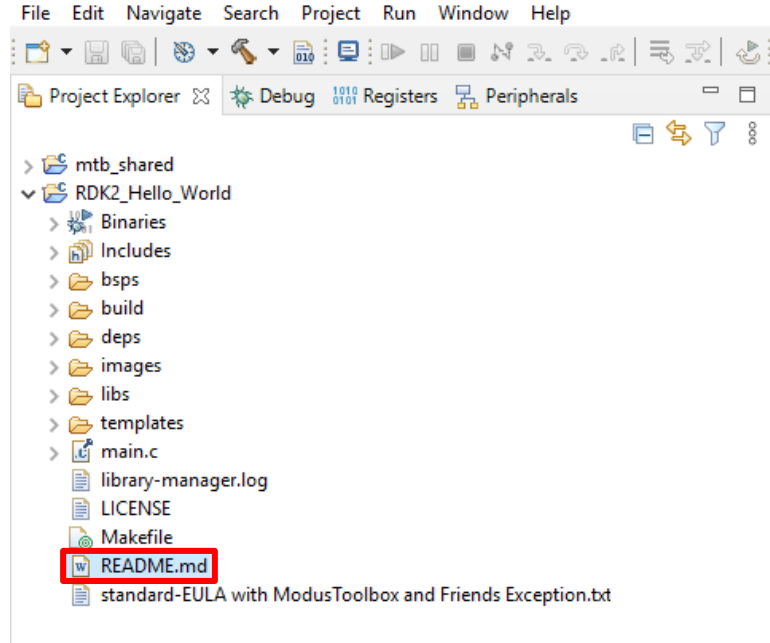 File Edit Navigate Search Project Run Window Help
010
Project Explorer Debug 1010 0101 Registers Peripherals
mtb_shared
RDK2_Hello_World
Binaries
Includes
bsps
build
deps
images
libs
templates
main.c
library-manager.log
LICENSE
Makefile
README.md
standard-EULA with ModusToolbox and Friends Exception.txt